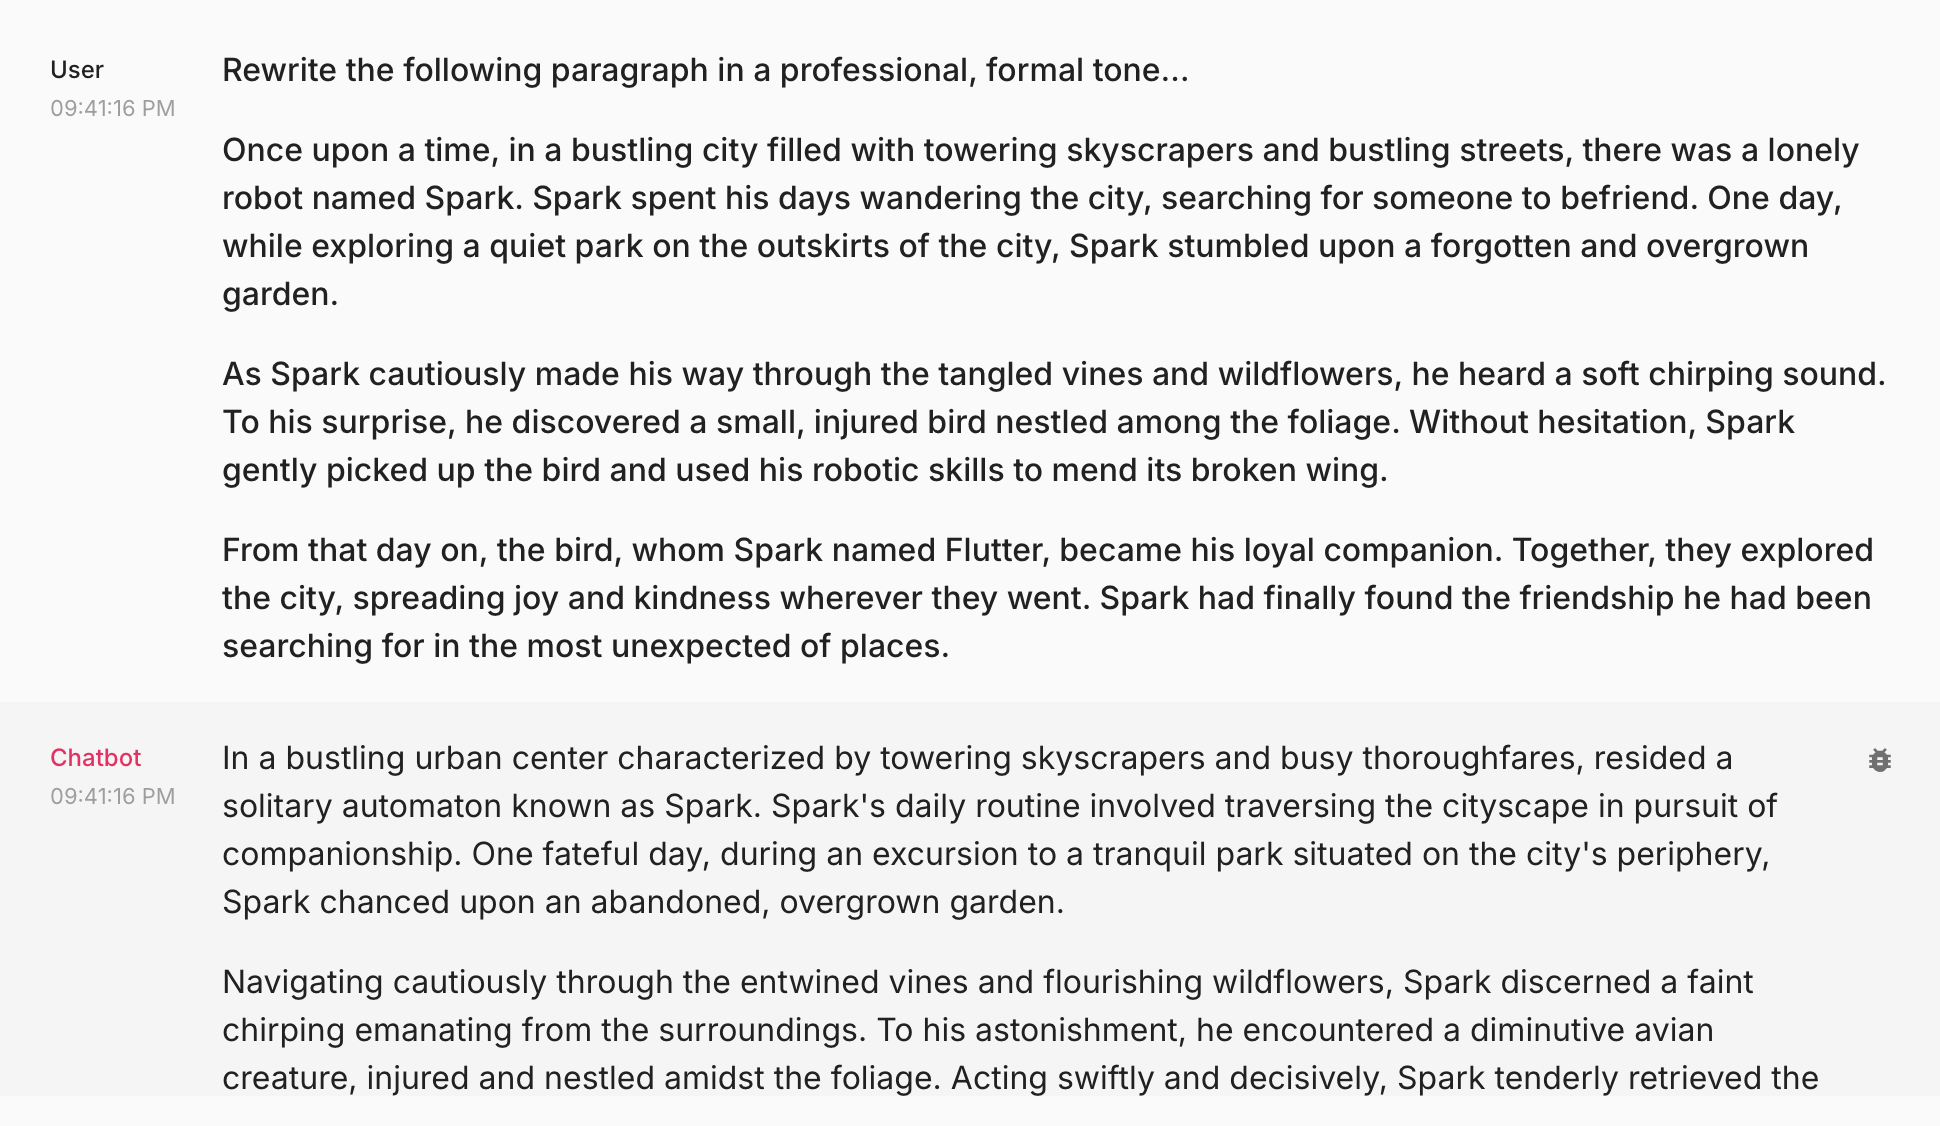 User
09:41:16 PM
Rewrite the following paragraph in a professional, formal tone...
Once upon a time, in a bustling city filled with towering skyscrapers and bustling streets, there was a lonely
robot named Spark. Spark spent his days wandering the city, searching for someone to befriend. One day,
while exploring a quiet park on the outskirts of the city, Spark stumbled upon a forgotten and overgrown
garden.
As Spark cautiously made his way through the tangled vines and wildflowers, he heard a soft chirping sound.
To his surprise, he discovered a small, injured bird nestled among the foliage. Without hesitation, Spark
gently picked up the bird and used his robotic skills to mend its broken wing.
From that day on, the bird, whom Spark named Flutter, became his loyal companion. Together, they explored
the city, spreading joy and kindness wherever they went. Spark had finally found the friendship he had been
searching for in the most unexpected of places.
Chatbot
09:41:16 PM
In a bustling urban center characterized by towering skyscrapers and busy thoroughfares, resided a
solitary automaton known as Spark. Spark's daily routine involved traversing the cityscape in pursuit of
companionship. One fateful day, during an excursion to a tranquil park situated on the city's periphery,
Spark chanced upon an abandoned, overgrown garden.
Navigating cautiously through the entwined vines and flourishing wildflowers, Spark discerned a faint
chirping emanating from the surroundings. To his astonishment, he encountered a diminutive avian
creature, injured and nestled amidst the foliage. Acting swiftly and decisively, Spark tenderly retrieved the